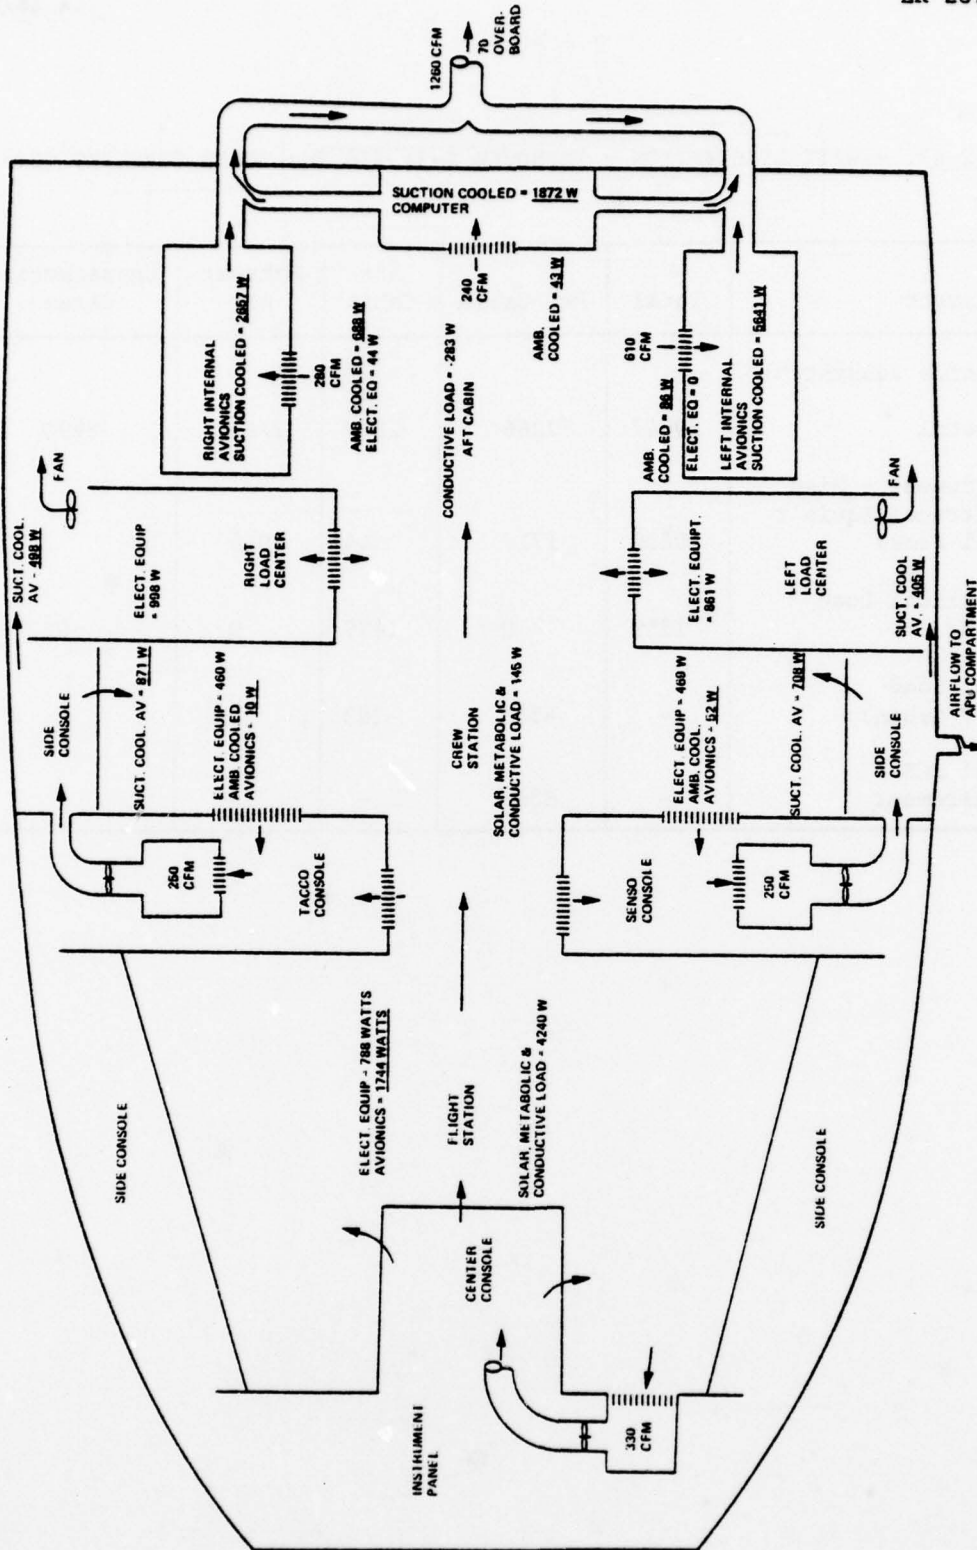 SIDE CONSOLE
SIDE
CONSOLE
SUCT. COOL.
AV - 498 W
FAN
SUCT. COOL. AV = 871 W
ELECT. EQUIP
= 908 W
RIGHT INTERNAL
AVIONICS
SUCTION COOLED = 2657 W
260
CFM
ELECT. EQUIP = 460 W
AMB. COOLED
AVIONICS = 10 W
RIGHT
LOAD
CENTER
280
CFM
AMB. COOLED = 688 W
ELECT. EQ = 44 W
TACCO
CONSOLE
SUCTION COOLED = 1872 W
COMPUTER
1260 CFM
70
OVER-
BOARD
ELECT. EQUIP - 788 WATTS
AVIONICS = 1744 WATTS
240
CFM
INSTRUMENT
PANEL
CENTER
CONSOLE
FLIGHT
STATION
CREW
STATION
CONDUCTIVE LOAD = -283 W
AFT CABIN
SOLAR, METABOLIC &
CONDUCTIVE LOAD = 4240 W
SOLAR, METABOLIC &
CONDUCTIVE LOAD = 146 W
AMB.
COOLED = 43 W
330
CFM
SENSO
CONSOLE
ELECT. EQUIP = 460 W
AMB. COOL.
AVIONICS = 52 W
ELECT. EQUIPT.
= 861 W
AMB.
COOLED = 86 W
ELECT. EQ = 0
610
CFM
LEFT INTERNAL
AVIONICS
SUCTION COOLED = 5641 W
250
CFM
SUCT. COOL. AV = 708 W
LEFT
LOAD
CENTER
SIDE CONSOLE
SIDE
CONSOLE
SUCT. COOL
AV. = 405 W
FAN
AIRFLOW TO
APU COMPARTMENT